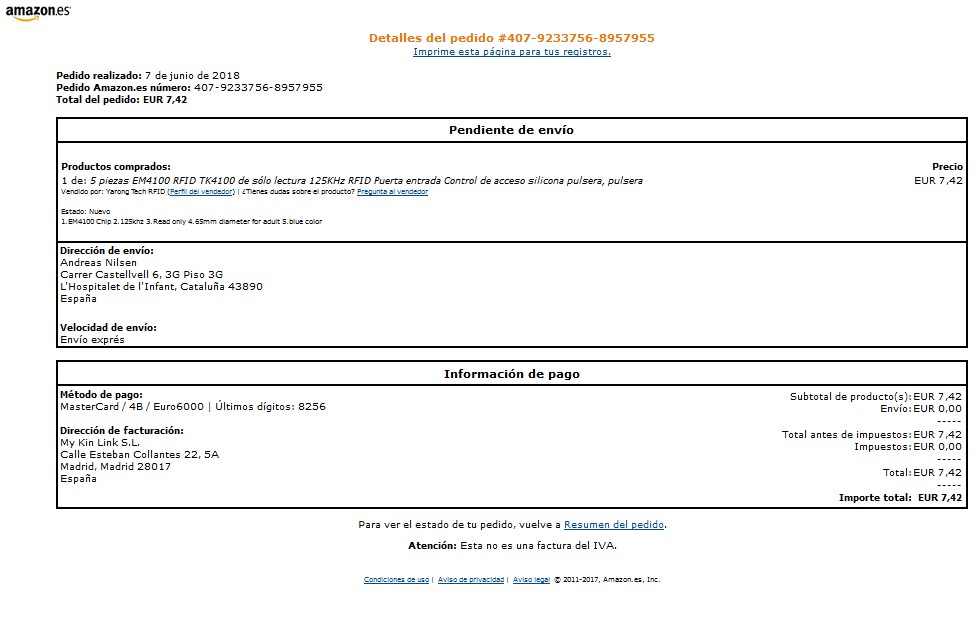 amazon.es
Detalles del pedido #407-9233756-8957955
Imprime esta página para tus registros.
Pedido realizado: 7 de junio de 2018
Pedido Amazon.es número: 407-9233756-8957955
Total del pedido: EUR 7,42
Pendiente de envío
Productos comprados: Precio
1 de: 5 piezas EM4100 RFID TK4100 de sólo lectura 125KHz RFID Puerta entrada Control de acceso silicona pulsera, pulsera EUR 7,42
Vendido por: Yarong Tech RFID (Perfil del vendedor) | ¿Tienes dudas sobre el producto? Pregunta al vendedor
Estado: Nuevo
1.EM4100 Chip 2.125khz 3.Read only 4.65mm diameter for adult 5.blue color
Dirección de envío:
Andreas Nilsen
Carrer Castellvell 6, 3G Piso 3G
L'Hospitalet de l'Infant, Cataluña 43890
España
Velocidad de envío:
Envío exprés
Información de pago
Método de pago:
MasterCard / 4B / Euro6000 | Últimos dígitos: 8256
Dirección de facturación:
My Kin Link S.L.
Calle Esteban Collantes 22, 5A
Madrid, Madrid 28017
España
Subtotal de producto(s): EUR 7,42
Envío: EUR 0,00
-----
Total antes de impuestos: EUR 7,42
Impuestos: EUR 0,00
-----
Total: EUR 7,42
-----
Importe total: EUR 7,42
Para ver el estado de tu pedido, vuelve a Resumen del pedido.
Atención: Esta no es una factura del IVA.
Condiciones de uso | Aviso de privacidad | Aviso legal © 2011-2017, Amazon.es, Inc.